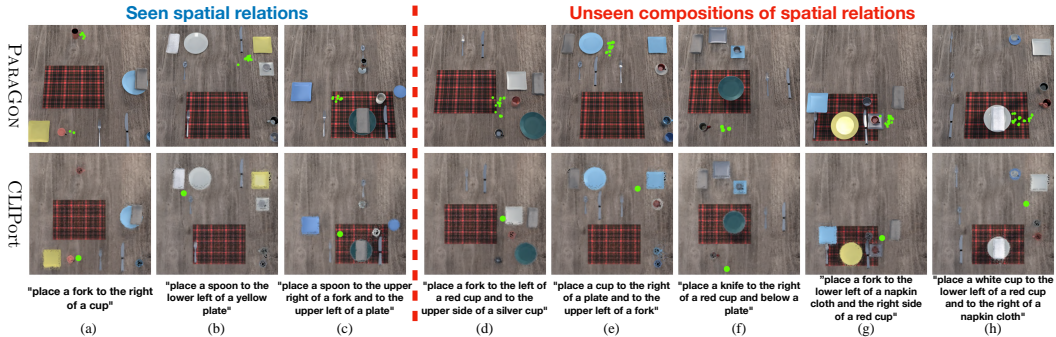 Seen spatial relations
Unseen compositions of spatial relations
PARAGON
CLIPORT
"place a fork to the right
of a cup"
(a)
"place a spoon to the
lower left of a yellow
plate"
(b)
"place a spoon to the upper
right of a fork and to the
upper left of a plate"
(c)
"place a fork to the left of
a red cup and to the
upper side of a silver cup"
(d)
"place a cup to the right
of a plate and to the
upper left of a fork"
(e)
"place a knife to the right
of a red cup and below a
plate"
(f)
"place a fork to the
lower left of a napkin
cloth and the right side
of a red cup"
(g)
"place a white cup to the
lower left of a red cup
and to the right of a
napkin cloth"
(h)